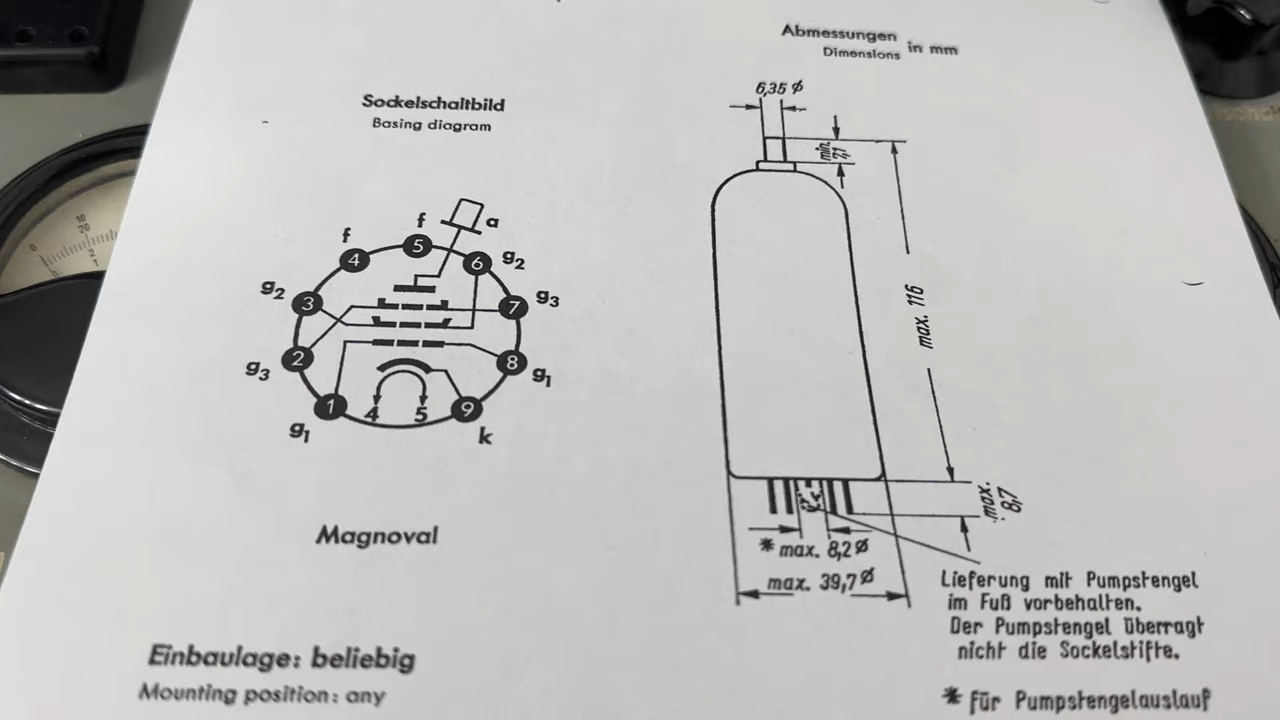 Abmessungen in mm
Dimensions
Sockelschaltbild
Basing diagram
6,35 ϕ
min. 7,1
f
f
a
5
4
6
g2
g2
3
7
g3
2
8
g3
g1
1
4
5
9
g1
k
max. 116
max. 8,7
Magnoval
* max. 8,2 Ø
max. 39,7 Ø
Lieferung mit Pumpstengel
im Fuß vorbehalten.
Der Pumpstengel überragt
nicht die Sockelstifte.
Einbaulage: beliebig
Mounting position: any
* für Pumpstengelauslauf
10
20
0